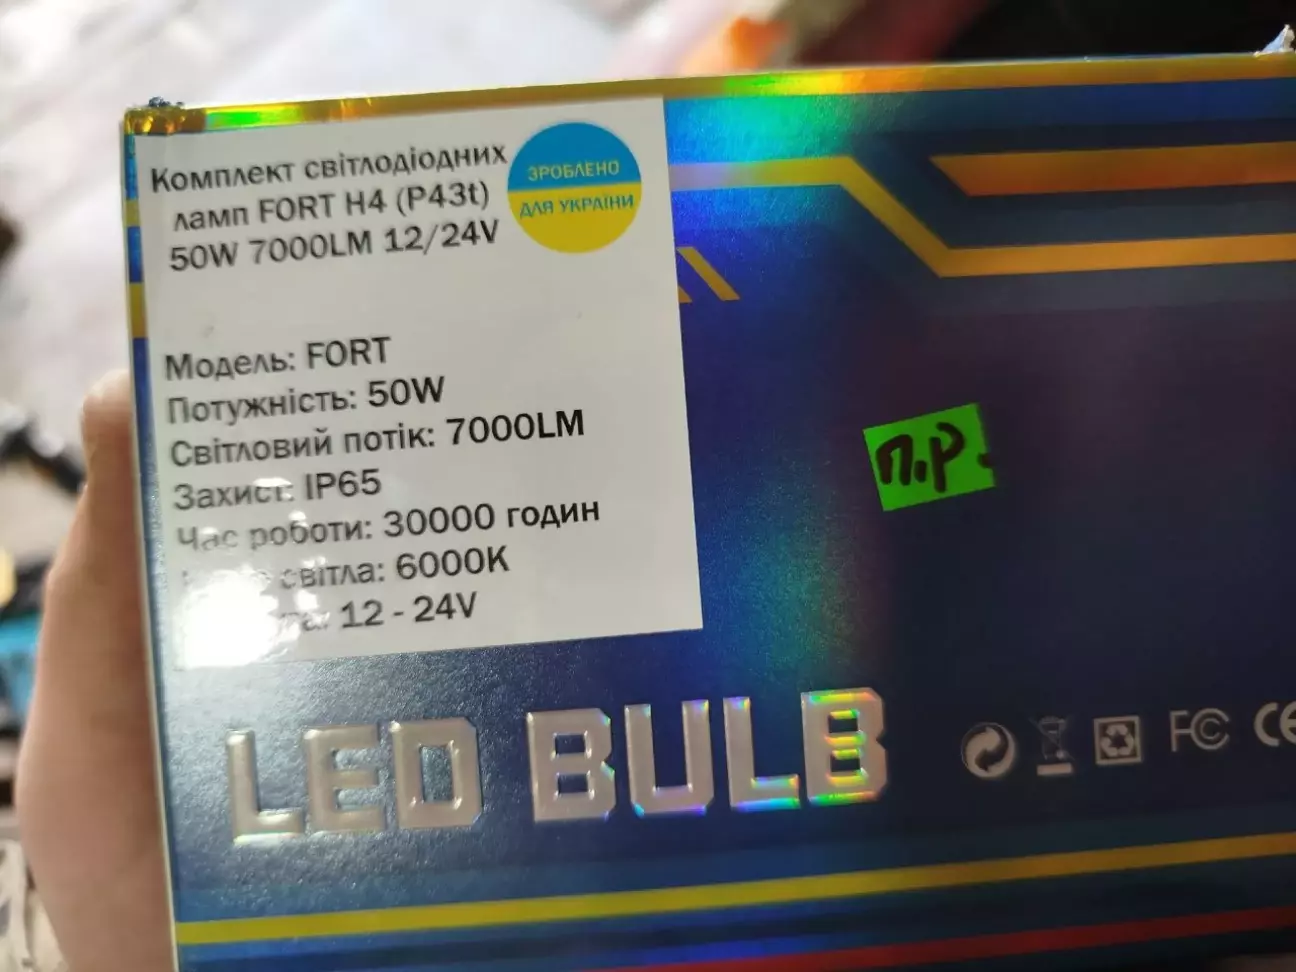 Комплект світлодіодних
ламп FORT H4 (P43t)
50W 7000LM 12/24V
ЗРОБЛЕНО
ДЛЯ УКРАЇНИ
Модель: FORT
Потужність: 50W
Світловий потік: 7000LM
Захист: IP65
Час роботи: 30000 годин
світла: 6000K
12 - 24V
п.р.
LED BULB
FC CE